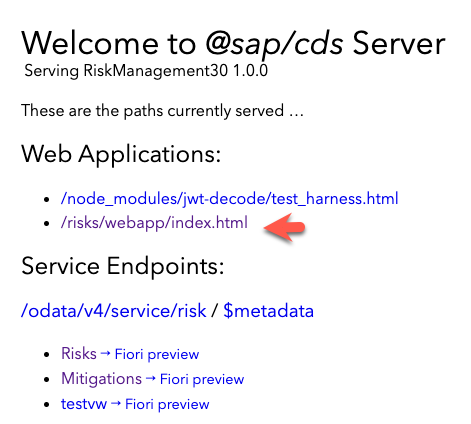 Welcome to @sap/cds Server
Serving RiskManagement30 1.0.0
These are the paths currently served …
Web Applications:
• /node_modules/jwt-decode/test_harness.html
• /risks/webapp/index.html
Service Endpoints:
/odata/v4/service/risk / $metadata
• Risks → Fiori preview
• Mitigations → Fiori preview
• testvw → Fiori preview